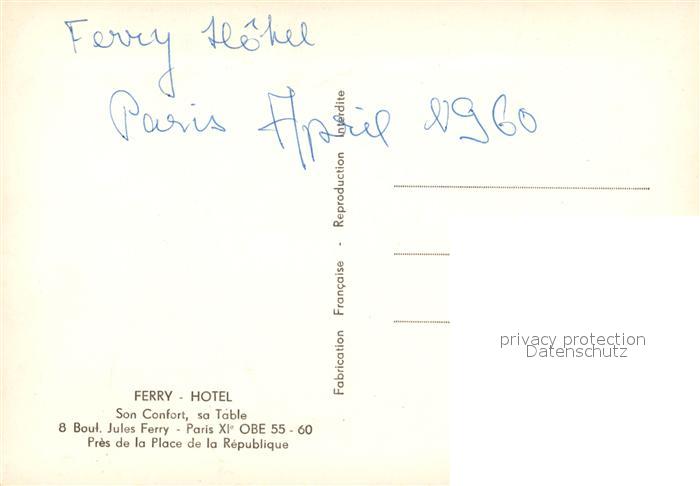 Ferry Hôtel
Paris April 1960
Fabrication Française - Reproduction Interdite
privacy protection
Datenschutz
FERRY - HOTEL
Son Confort, sa Table
8 Boul. Jules Ferry - Paris XIᵉ OBE 55 - 60
Près de la Place de la République